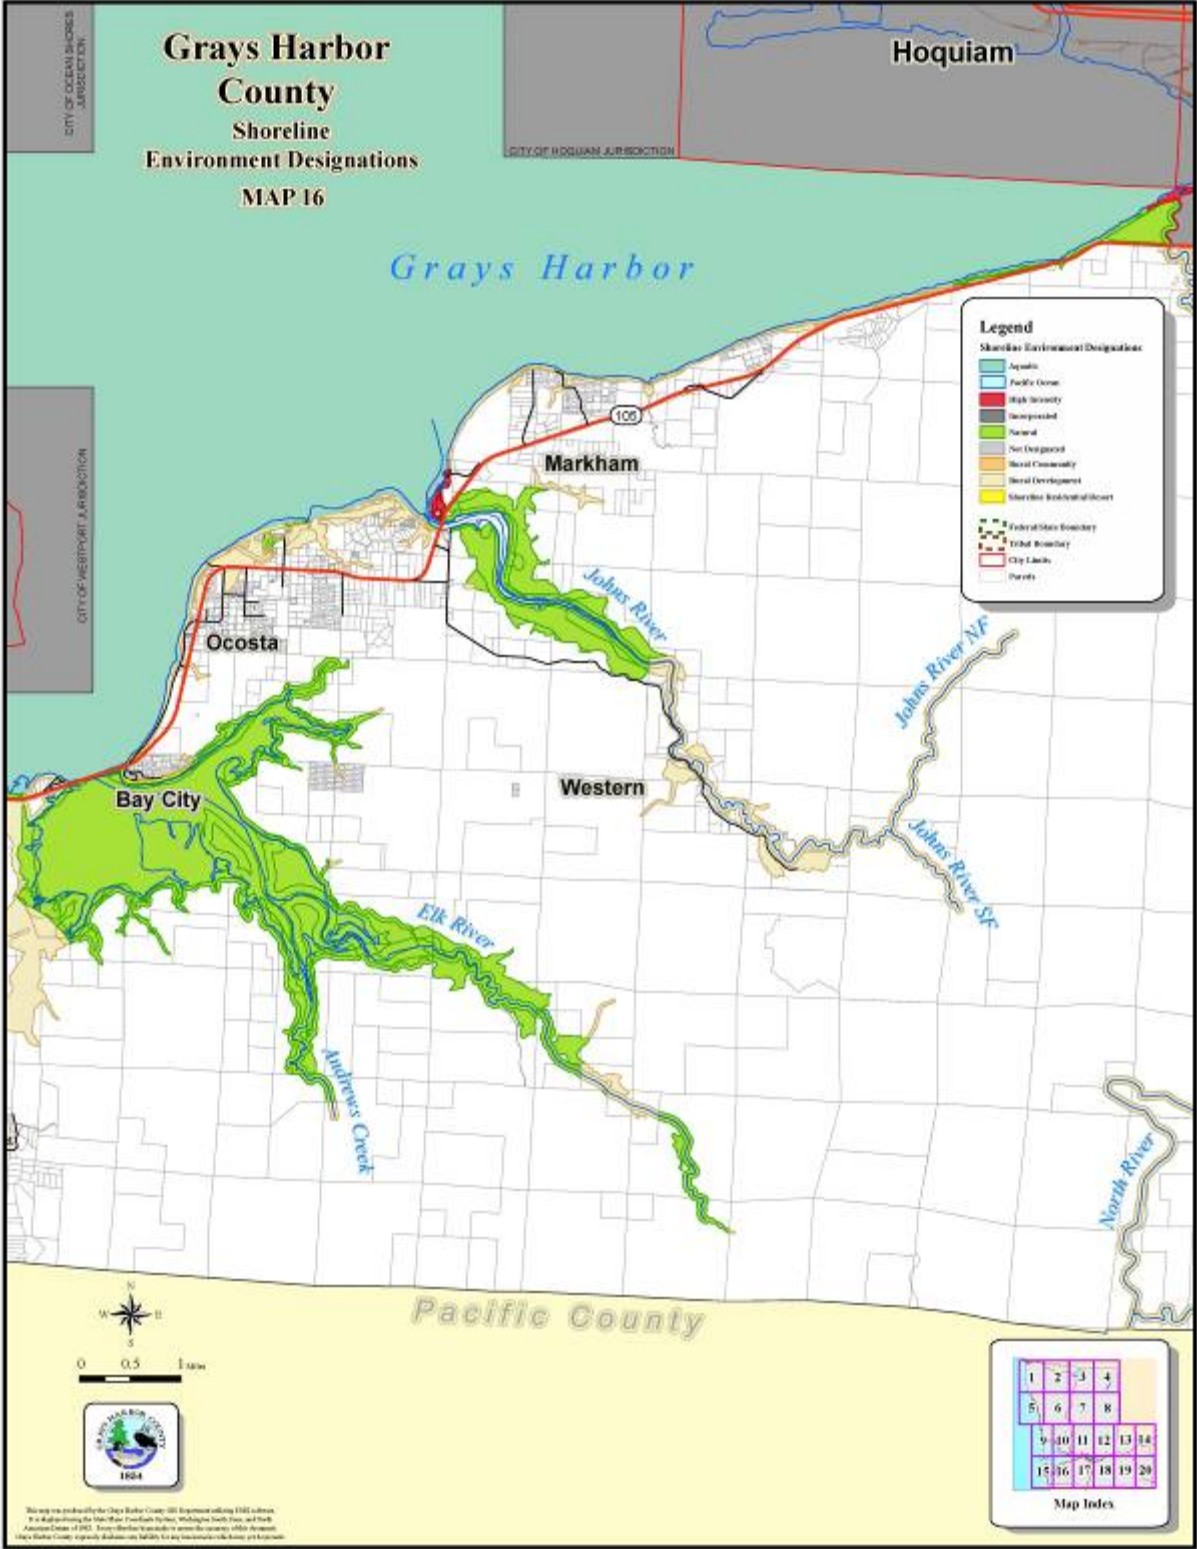 Grays Harbor
County
Shoreline
Environment Designations
MAP 16
CITY OF OCEAN SHORES
JURISDICTION
Hoquiam
CITY OF HOQUIAM JURISDICTION
Grays Harbor
Legend
Shoreline Environment Designations
Aquatic
Pacific Ocean
High Intensity
Incorporated
Natural
Not Designated
Rural Community
Rural Development
Shoreline Residential/Resort
Federal/State Boundary
Tribal Boundary
City Limits
Parcels
105
Markham
CITY OF WESTPORT JURISDICTION
Johns River
Ocosta
Johns River NF
Western
Bay City
Johns River SF
Elk River
Andrews Creek
North River
Pacific County
N
W E
S
0 0.5 1 Miles
GRAYS HARBOR COUNTY
1854
1 2 3 4
5 6 7 8
9 10 11 12 13 14
15 16 17 18 19 20
Map Index